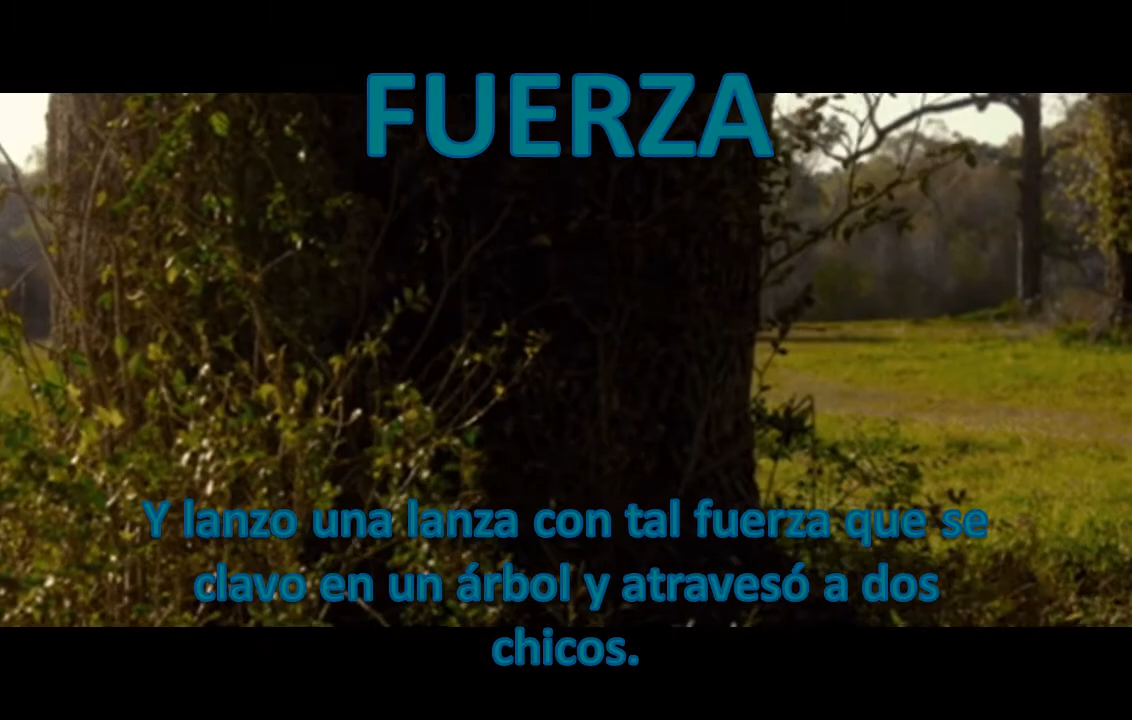 FUERZA
Y lanzo una lanza con tal fuerza que se
clavo en un árbol y atravesó a dos
chicos.